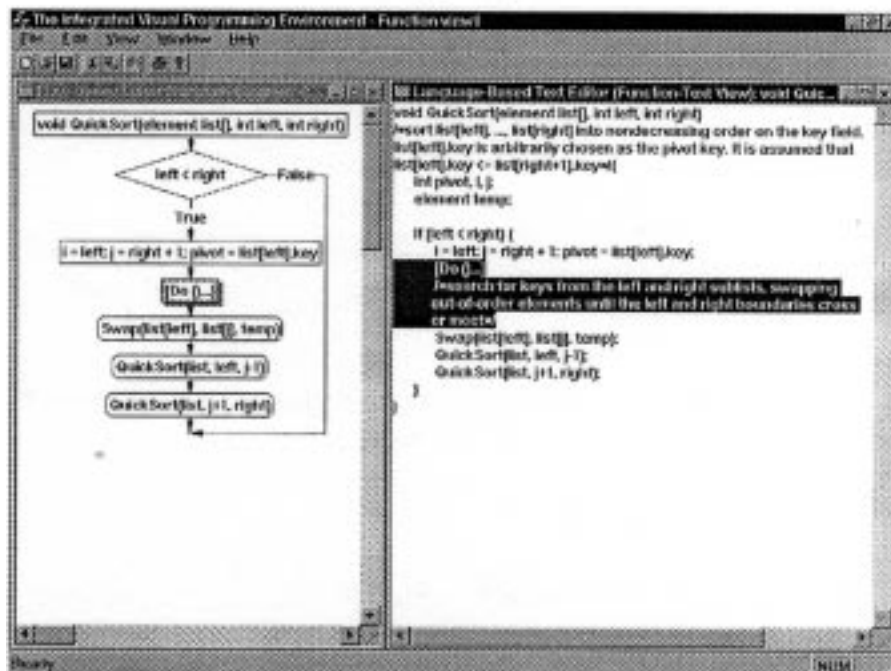 The Integrated Visual Programming Environment - Function view1
File Edit View Window Help
void QuickSort(element list[], int left, int right)
left < right
False
True
i = left; j = right + 1; pivot = list[left].key
[Do ()...]
Swap(list[left], list[j], temp)
QuickSort(list, left, j-1)
QuickSort(list, j+1, right)
Language-Based Text Editor (Function-Text View): void Quic...
void QuickSort(element list[], int left, int right)
/*sort list[left], ..., list[right] into nondecreasing order on the key field.
list[left].key is arbitrarily chosen as the pivot key. It is assumed that
list[left].key <= list[right+1].key*/{
int pivot, i, j;
element temp;
if (left < right) {
i = left; j = right + 1; pivot = list[left].key;
[Do ()...
/*search for keys from the left and right sublists, swapping
out-of-order elements until the left and right boundaries cross
or meet*/
Swap(list[left], list[j], temp);
QuickSort(list, left, j-1);
QuickSort(list, j+1, right);
}
}
Ready
NUM